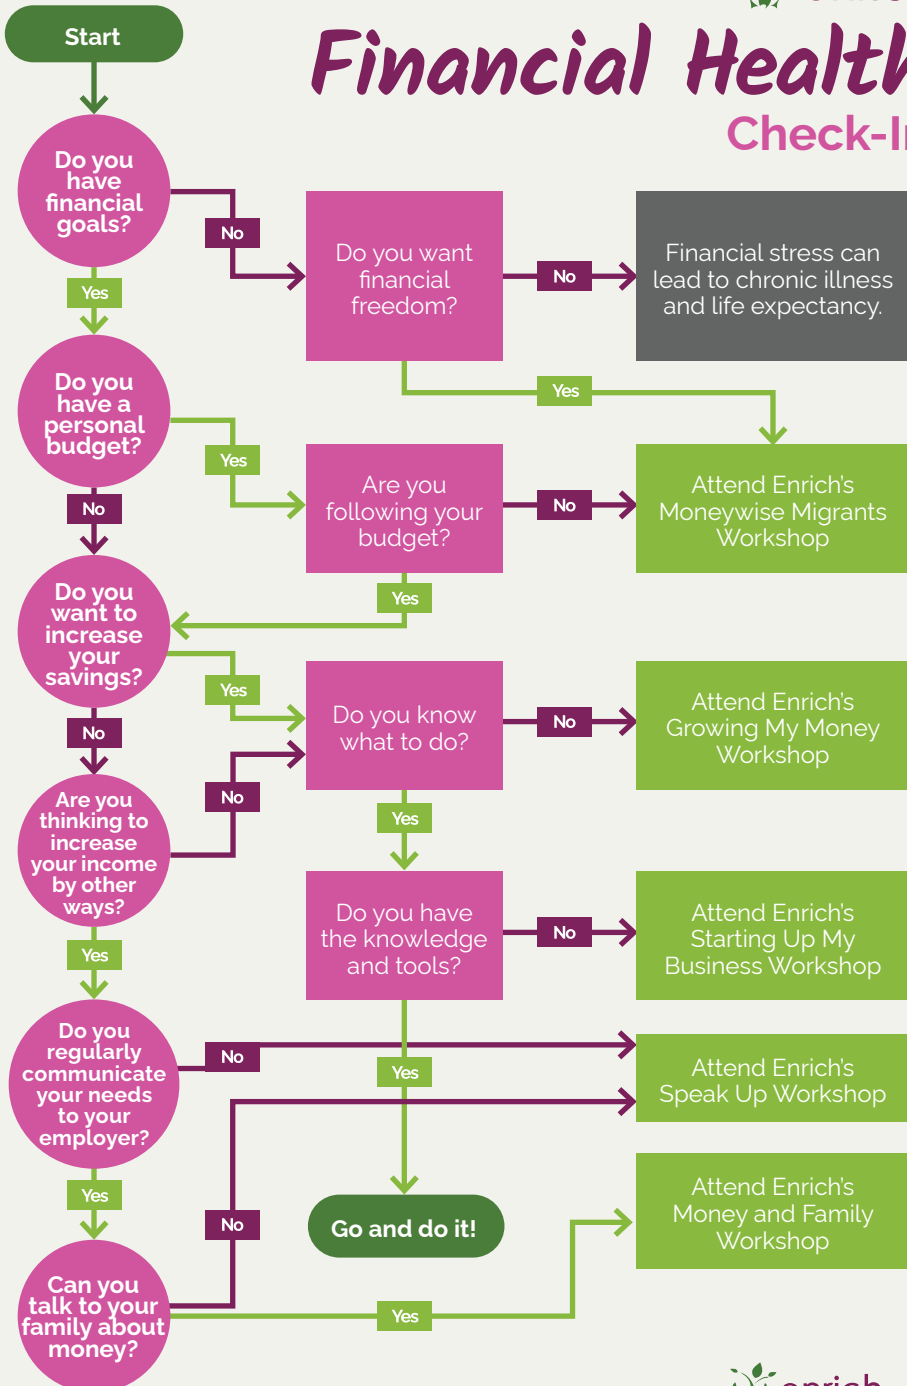 Start
Financial Health
Check-I
Do you
have
financial
goals?
No
Do you want
financial
freedom?
No
Financial stress can
lead to chronic illness
and life expectancy.
Yes
Yes
Do you
have a
personal
budget?
Yes
Are you
following your
budget?
No
Attend Enrich's
Moneywise Migrants
Workshop
No
Yes
Do you
want to
increase
your
savings?
Yes
Do you know
what to do?
No
Attend Enrich's
Growing My Money
Workshop
No
No
Yes
Are you
thinking to
increase
your income
by other
ways?
Do you have
the knowledge
and tools?
No
Attend Enrich's
Starting Up My
Business Workshop
Yes
Do you
regularly
communicate
your needs
to your
employer?
No
Yes
Attend Enrich's
Speak Up Workshop
Yes
No
Go and do it!
Attend Enrich's
Money and Family
Workshop
Can you
talk to your
family about
money?
Yes
enrich